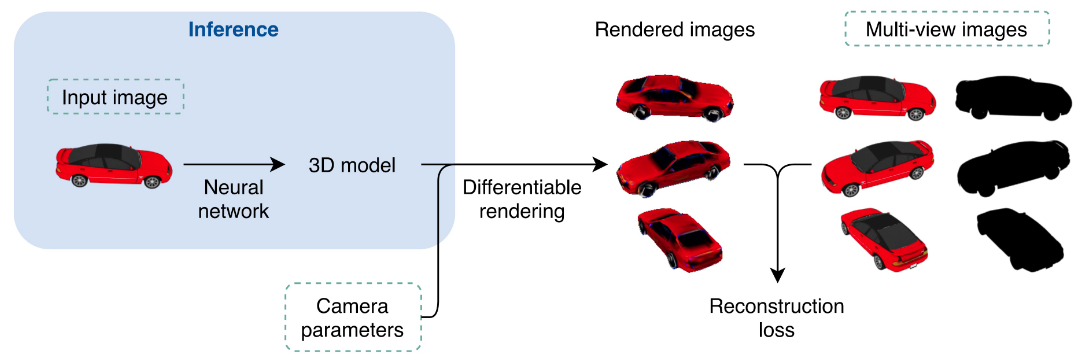 Inference
Rendered images
Multi-view images
Input image
3D model
Neural
network
Differentiable
rendering
Camera
parameters
Reconstruction
loss